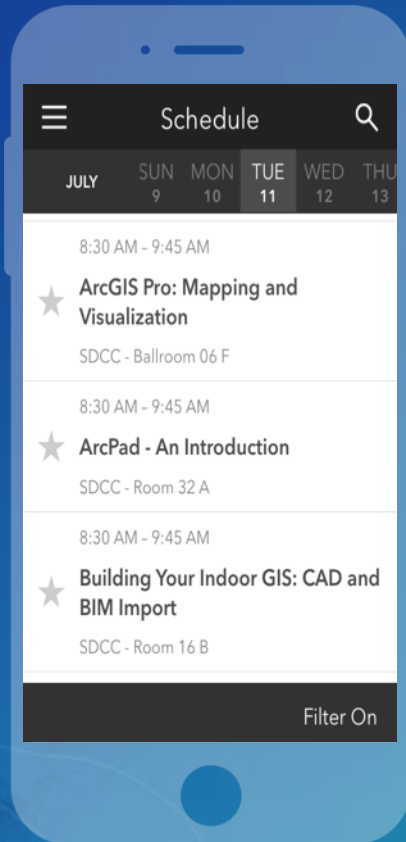 Schedule
JULY SUN MON TUE WED THU
9 10 11 12 13
8:30 AM – 9:45 AM
ArcGIS Pro: Mapping and
Visualization
SDCC - Ballroom 06 F
8:30 AM – 9:45 AM
ArcPad - An Introduction
SDCC - Room 32 A
8:30 AM – 9:45 AM
Building Your Indoor GIS: CAD and
BIM Import
SDCC - Room 16 B
Filter On